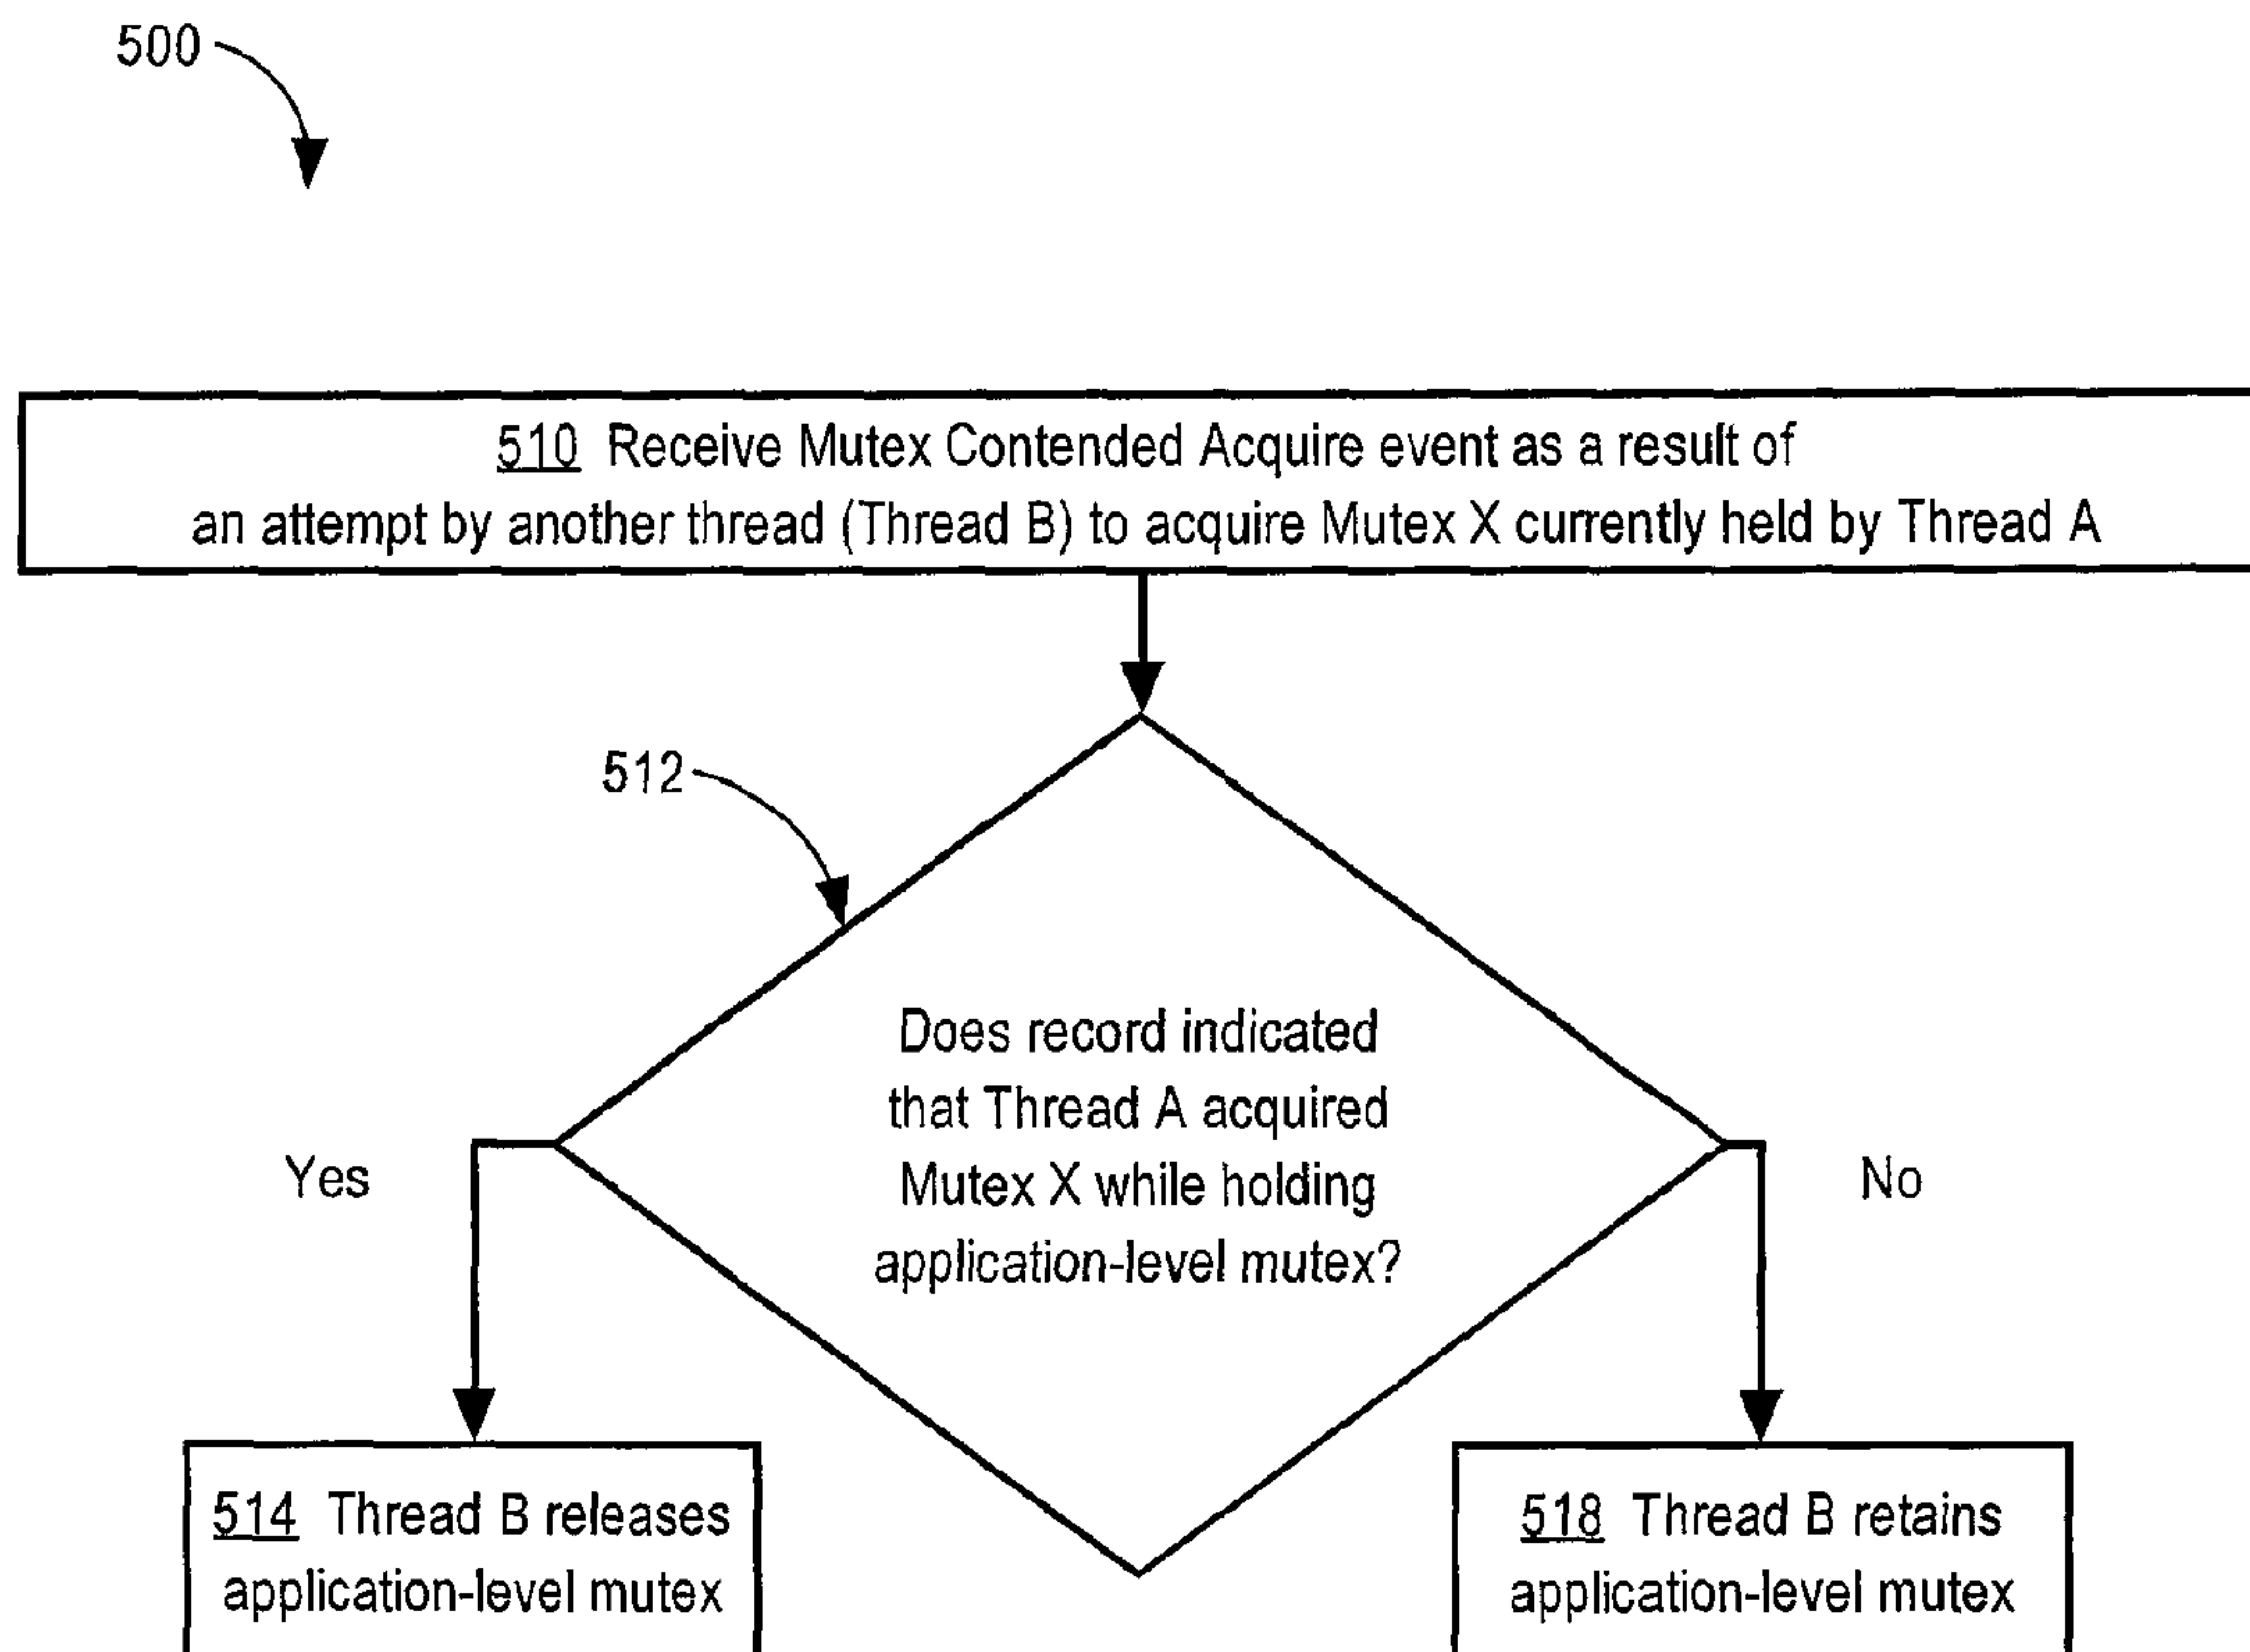 500
510 Receive Mutex Contended Acquire event as a result of
an attempt by another thread (Thread B) to acquire Mutex X currently held by Thread A
512
Does record indicated
that Thread A acquired
Mutex X while holding
application-level mutex?
Yes
No
514 Thread B releases
application-level mutex
518 Thread B retains
application-level mutex